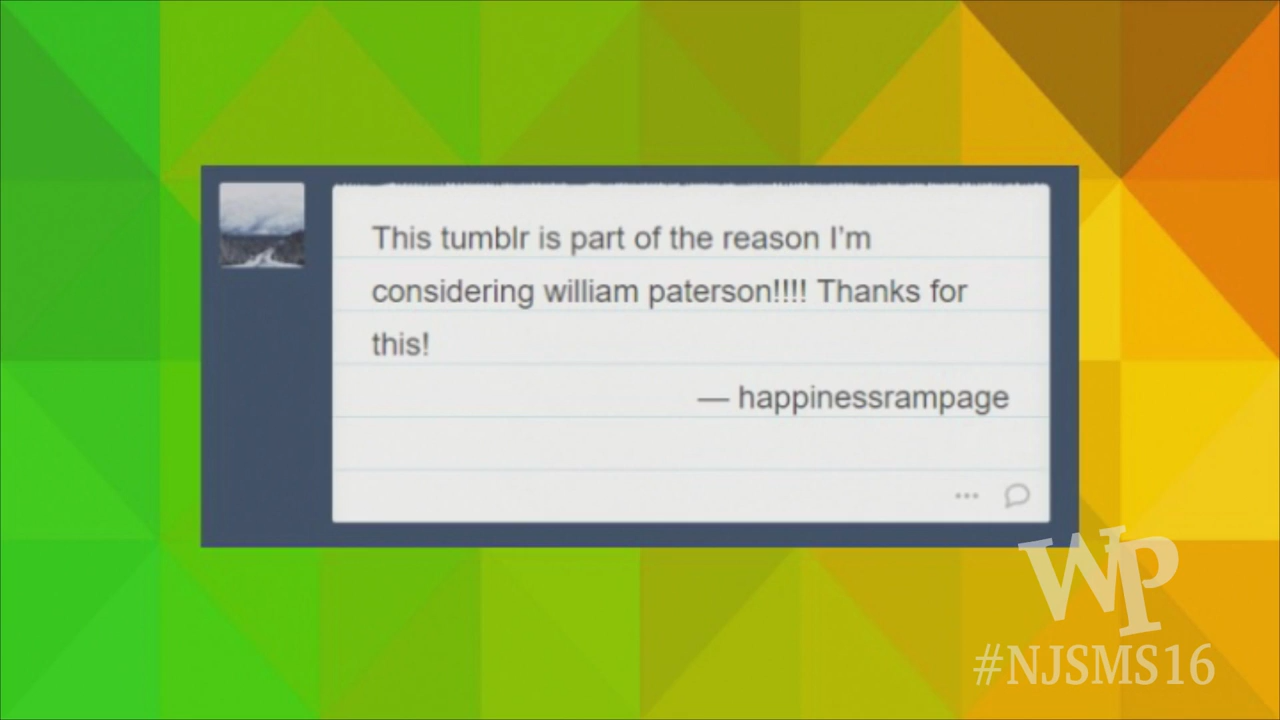 This tumblr is part of the reason I’m
considering william paterson!!!! Thanks for
this!
— happinessrampage
WP
#NJSMS16